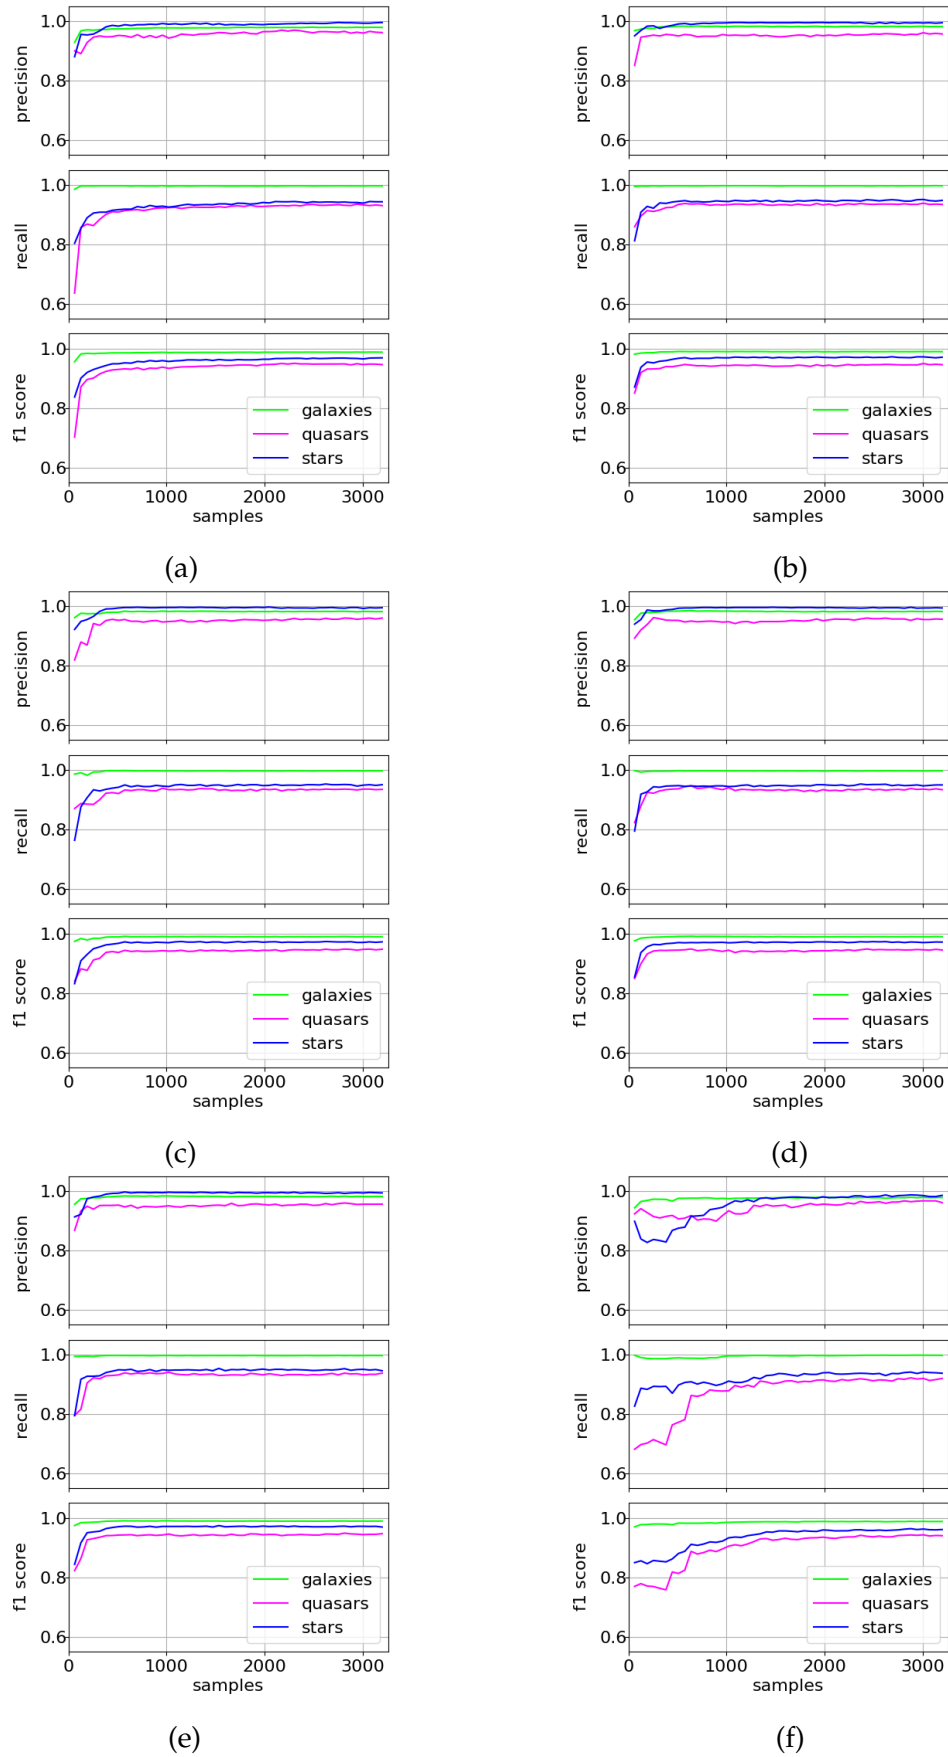 1.0
0.8
0.6
precision
1.0
0.8
0.6
recall
1.0
0.8
0.6
f1 score
galaxies
quasars
stars
0 1000 2000 3000
samples
(a)
1.0
0.8
0.6
precision
1.0
0.8
0.6
recall
1.0
0.8
0.6
f1 score
galaxies
quasars
stars
0 1000 2000 3000
samples
(b)
1.0
0.8
0.6
precision
1.0
0.8
0.6
recall
1.0
0.8
0.6
f1 score
galaxies
quasars
stars
0 1000 2000 3000
samples
(c)
1.0
0.8
0.6
precision
1.0
0.8
0.6
recall
1.0
0.8
0.6
f1 score
galaxies
quasars
stars
0 1000 2000 3000
samples
(d)
1.0
0.8
0.6
precision
1.0
0.8
0.6
recall
1.0
0.8
0.6
f1 score
galaxies
quasars
stars
0 1000 2000 3000
samples
(e)
1.0
0.8
0.6
precision
1.0
0.8
0.6
recall
1.0
0.8
0.6
f1 score
galaxies
quasars
stars
0 1000 2000 3000
samples
(f)